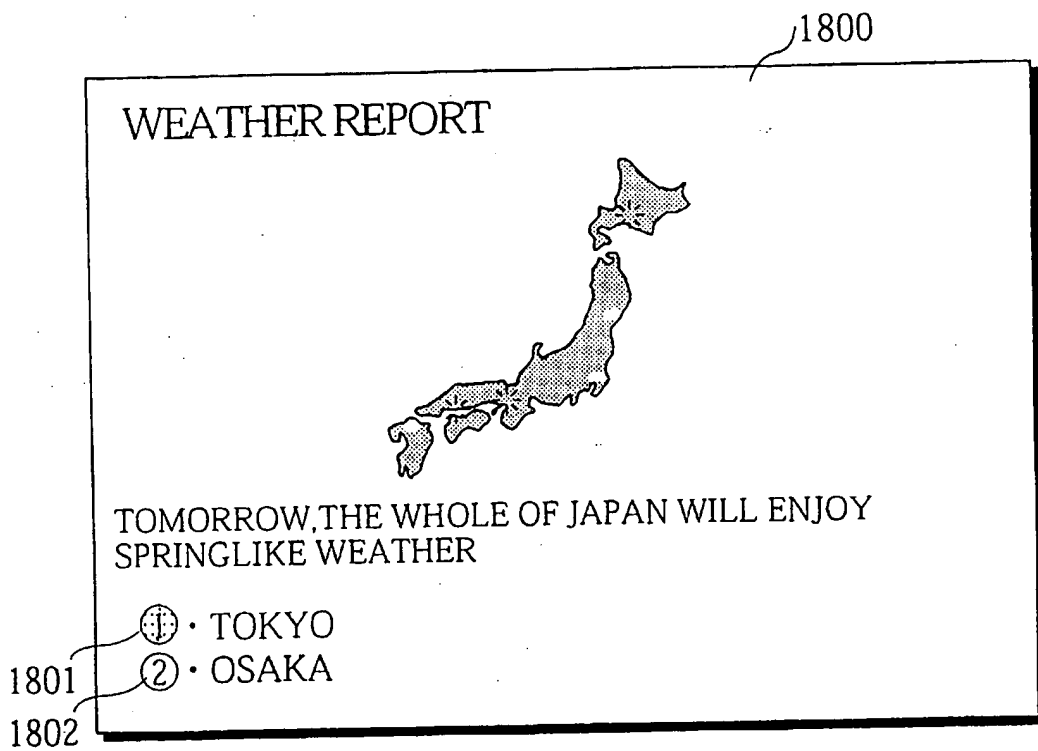 1800
WEATHER REPORT
TOMORROW,THE WHOLE OF JAPAN WILL ENJOY
SPRINGLIKE WEATHER
1 · TOKYO
1801
2 · OSAKA
1802